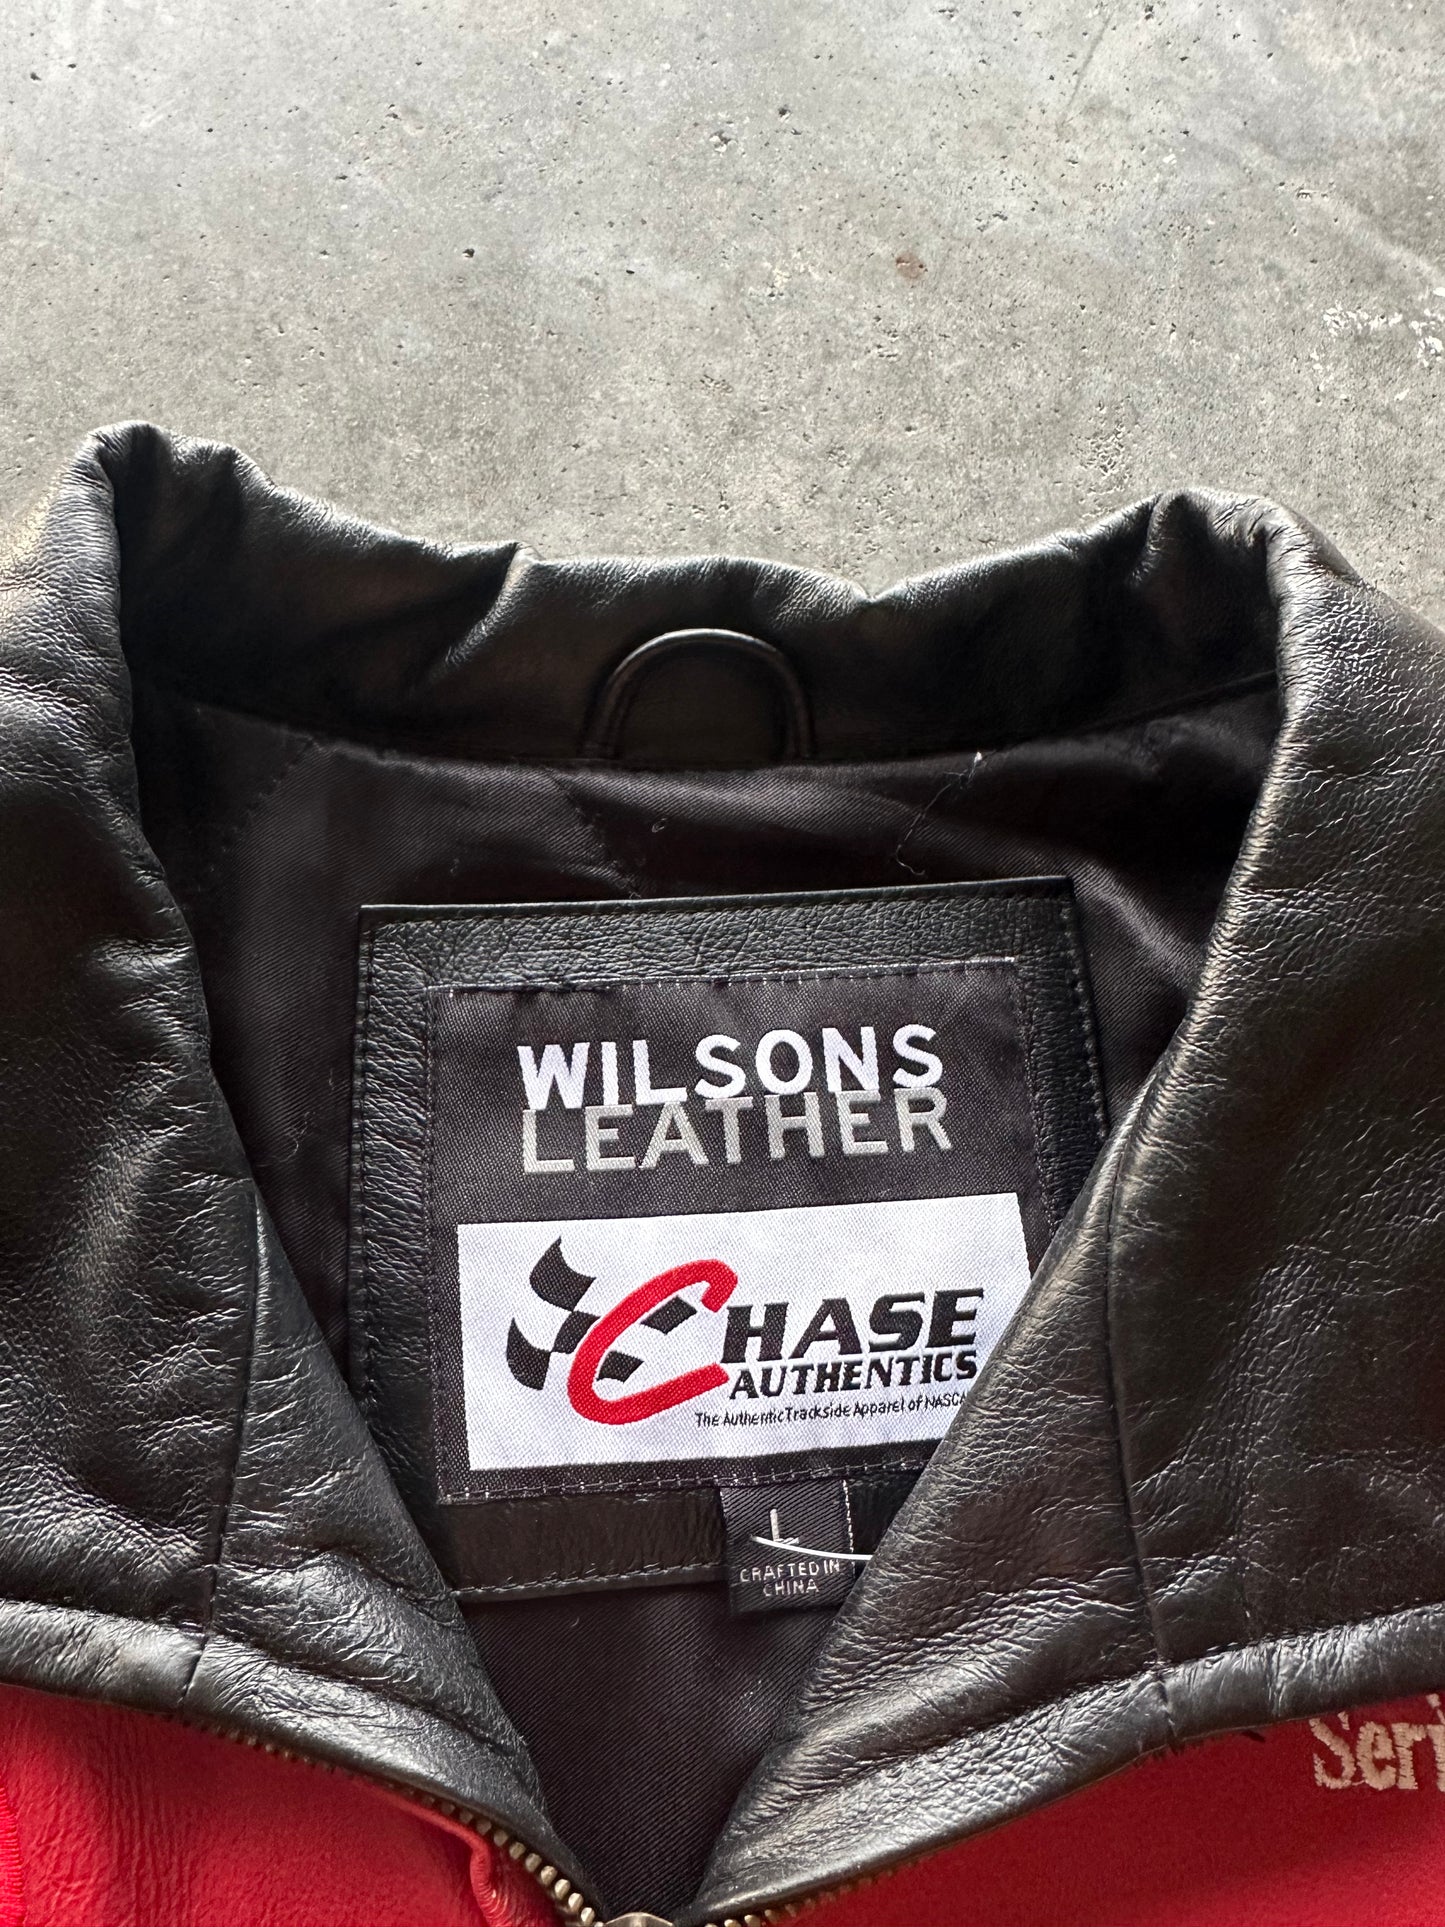 WILSONS
LEATHER
CHASE
AUTHENTICS
The Authentic Trackside Apparel of NASCA
L
CRAFTED IN
CHINA
Seri